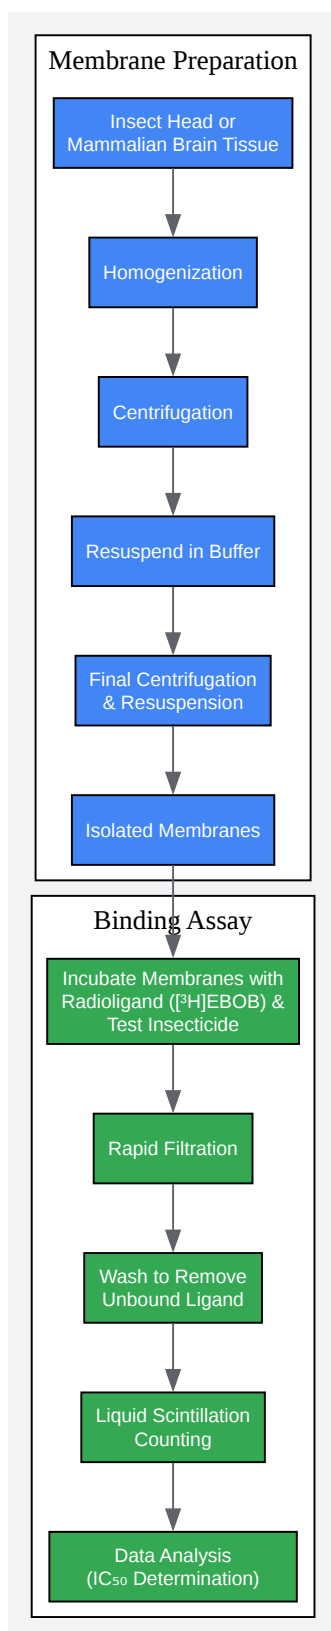 Membrane Preparation
Insect Head or
Mammalian Brain Tissue
Homogenization
Centrifugation
Resuspend in Buffer
Final Centrifugation
& Resuspension
Isolated Membranes
Binding Assay
Incubate Membranes with
Radioligand ([³H]EBOB) &
Test Insecticide
Rapid Filtration
Wash to Remove
Unbound Ligand
Liquid Scintillation
Counting
Data Analysis
(IC₅₀ Determination)